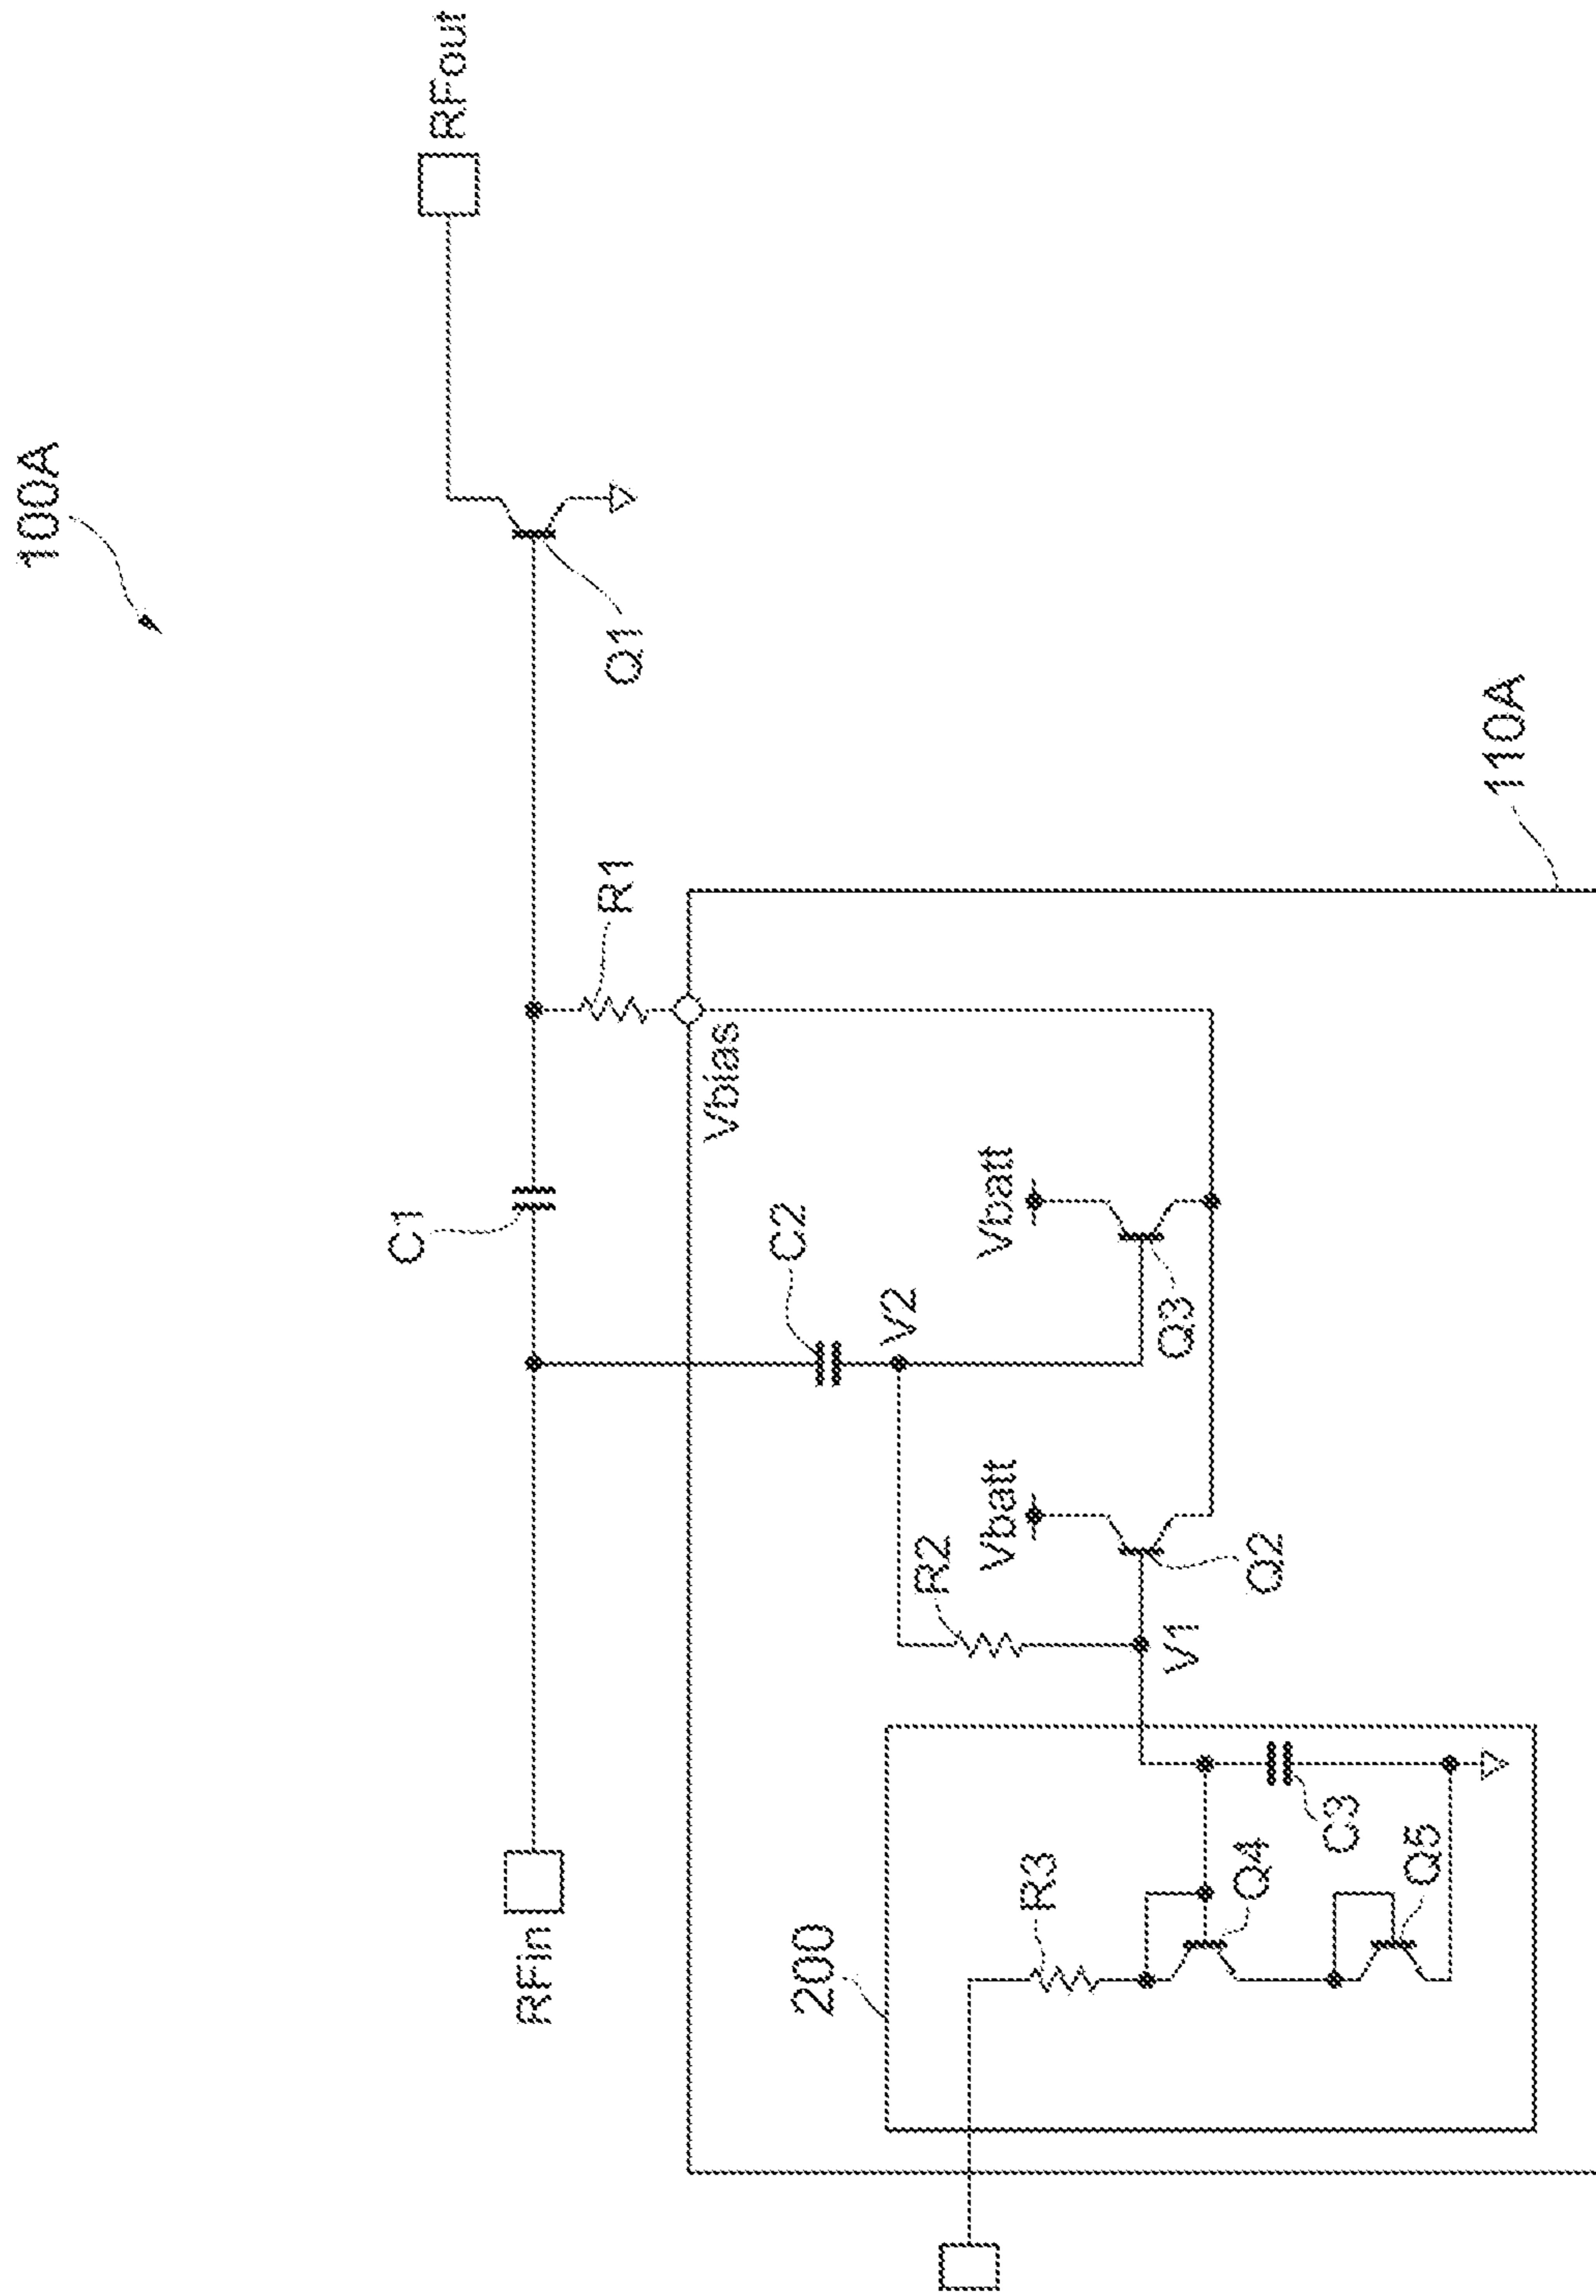 100A
RFout
C1
R1
Q1
RFin
Vbias
C2
V2
Vbatt
Q3
110A
R2
Vbatt
Q2
V1
200
R3
Q4
C3
Q5